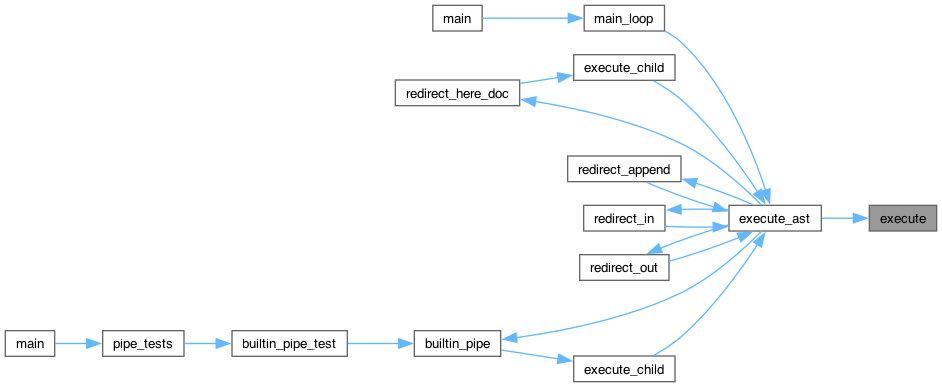 main
main_loop
execute_child
redirect_here_doc
redirect_append
redirect_in
execute_ast
execute
redirect_out
main
pipe_tests
builtin_pipe_test
builtin_pipe
execute_child